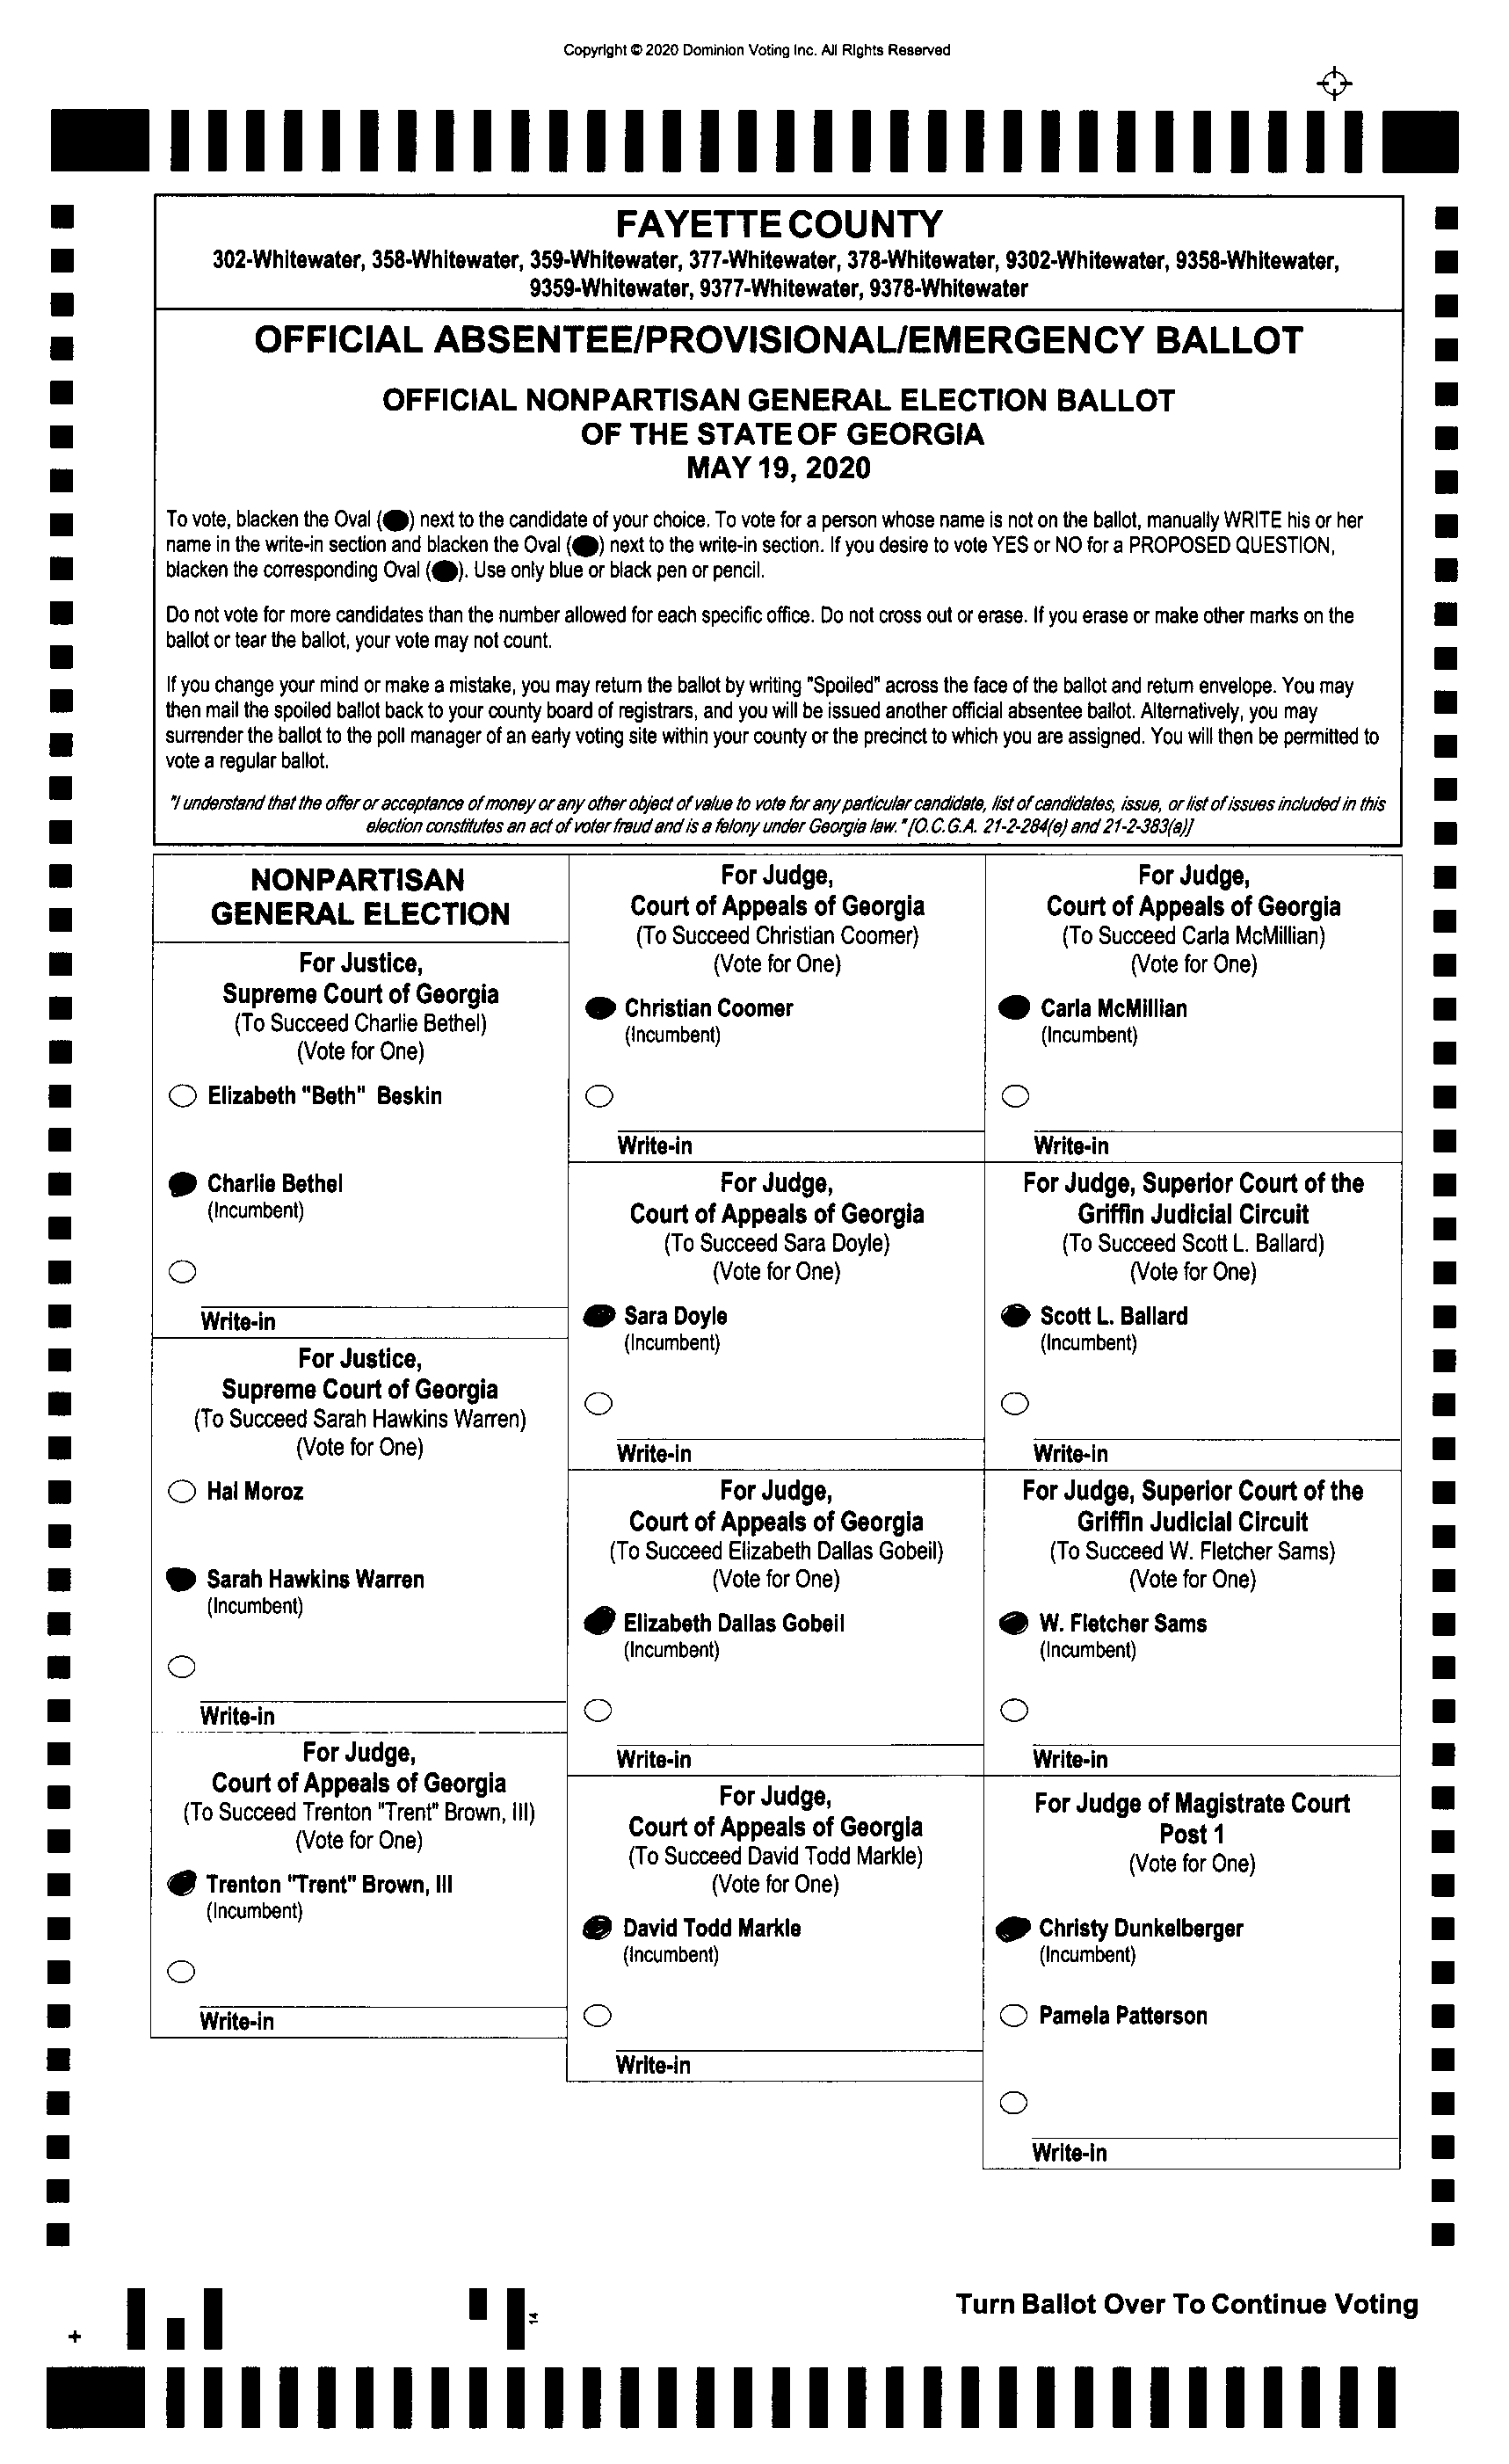 Copyright © 2020 Dominion Voting Inc. All Rights Reserved
FAYETTE COUNTY
302-Whitewater, 358-Whitewater, 359-Whitewater, 377-Whitewater, 378-Whitewater, 9302-Whitewater, 9358-Whitewater,
9359-Whitewater, 9377-Whitewater, 9378-Whitewater
OFFICIAL ABSENTEE/PROVISIONAL/EMERGENCY BALLOT
OFFICIAL NONPARTISAN GENERAL ELECTION BALLOT
OF THE STATE OF GEORGIA
MAY 19, 2020
To vote, blacken the Oval (●) next to the candidate of your choice. To vote for a person whose name is not on the ballot, manually WRITE his or her
name in the write-in section and blacken the Oval (●) next to the write-in section. If you desire to vote YES or NO for a PROPOSED QUESTION,
blacken the corresponding Oval (●). Use only blue or black pen or pencil.
Do not vote for more candidates than the number allowed for each specific office. Do not cross out or erase. If you erase or make other marks on the
ballot or tear the ballot, your vote may not count.
If you change your mind or make a mistake, you may return the ballot by writing "Spoiled" across the face of the ballot and return envelope. You may
then mail the spoiled ballot back to your county board of registrars, and you will be issued another official absentee ballot. Alternatively, you may
surrender the ballot to the poll manager of an early voting site within your county or the precinct to which you are assigned. You will then be permitted to
vote a regular ballot.
"I understand that the offer or acceptance of money or any other object of value to vote for any particular candidate, list of candidates, issue, or list of issues included in this
election constitutes an act of voter fraud and is a felony under Georgia law." [O.C.G.A. 21-2-284(e) and 21-2-383(a)]
NONPARTISAN
GENERAL ELECTION
For Justice,
Supreme Court of Georgia
(To Succeed Charlie Bethel)
(Vote for One)
Elizabeth "Beth" Beskin
Charlie Bethel
(Incumbent)
Write-in
For Justice,
Supreme Court of Georgia
(To Succeed Sarah Hawkins Warren)
(Vote for One)
Hal Moroz
Sarah Hawkins Warren
(Incumbent)
Write-in
For Judge,
Court of Appeals of Georgia
(To Succeed Trenton "Trent" Brown, III)
(Vote for One)
Trenton "Trent" Brown, III
(Incumbent)
Write-in
For Judge,
Court of Appeals of Georgia
(To Succeed Christian Coomer)
(Vote for One)
Christian Coomer
(Incumbent)
Write-in
For Judge,
Court of Appeals of Georgia
(To Succeed Sara Doyle)
(Vote for One)
Sara Doyle
(Incumbent)
Write-in
For Judge,
Court of Appeals of Georgia
(To Succeed Elizabeth Dallas Gobeil)
(Vote for One)
Elizabeth Dallas Gobeil
(Incumbent)
Write-in
For Judge,
Court of Appeals of Georgia
(To Succeed David Todd Markle)
(Vote for One)
David Todd Markle
(Incumbent)
Write-in
For Judge,
Court of Appeals of Georgia
(To Succeed Carla McMillian)
(Vote for One)
Carla McMillian
(Incumbent)
Write-in
For Judge, Superior Court of the
Griffin Judicial Circuit
(To Succeed Scott L. Ballard)
(Vote for One)
Scott L. Ballard
(Incumbent)
Write-in
For Judge, Superior Court of the
Griffin Judicial Circuit
(To Succeed W. Fletcher Sams)
(Vote for One)
W. Fletcher Sams
(Incumbent)
Write-in
For Judge of Magistrate Court
Post 1
(Vote for One)
Christy Dunkelberger
(Incumbent)
Pamela Patterson
Write-in
14
Turn Ballot Over To Continue Voting